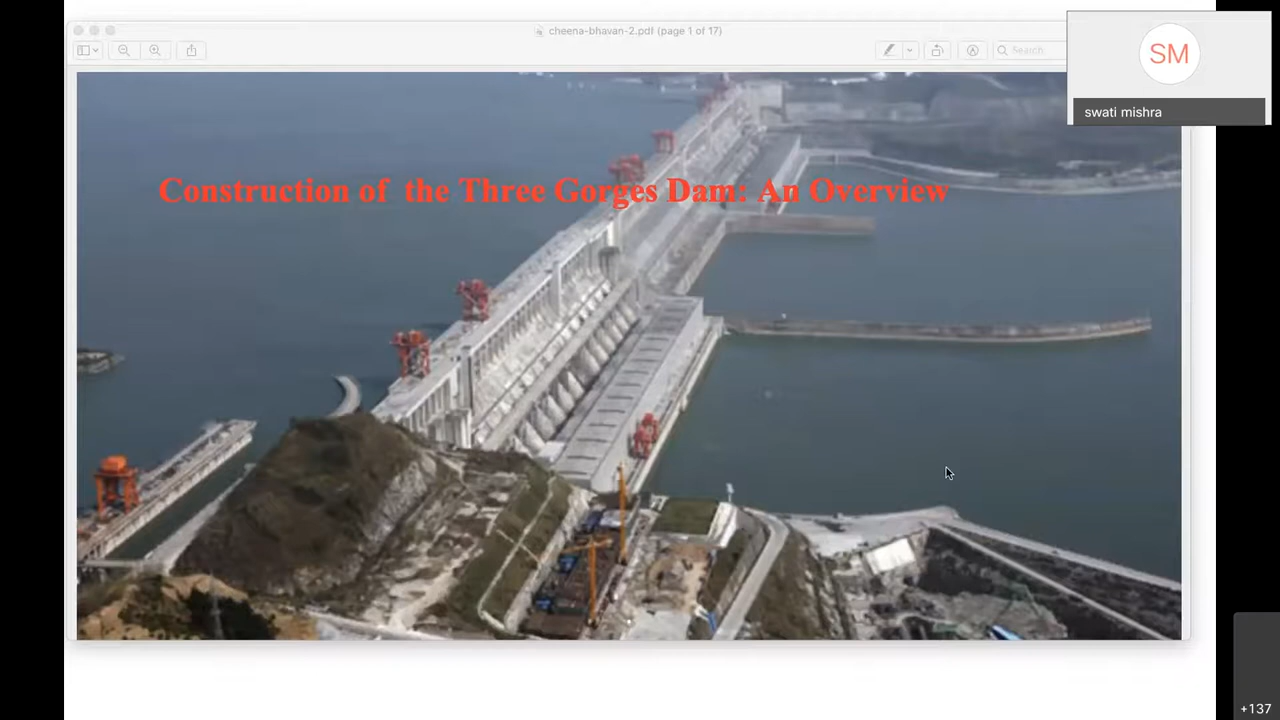 cheena-bhavan-2.pdf (page 1 of 17)
Search
SM
swati mishra
Construction of the Three Gorges Dam: An Overview
+137